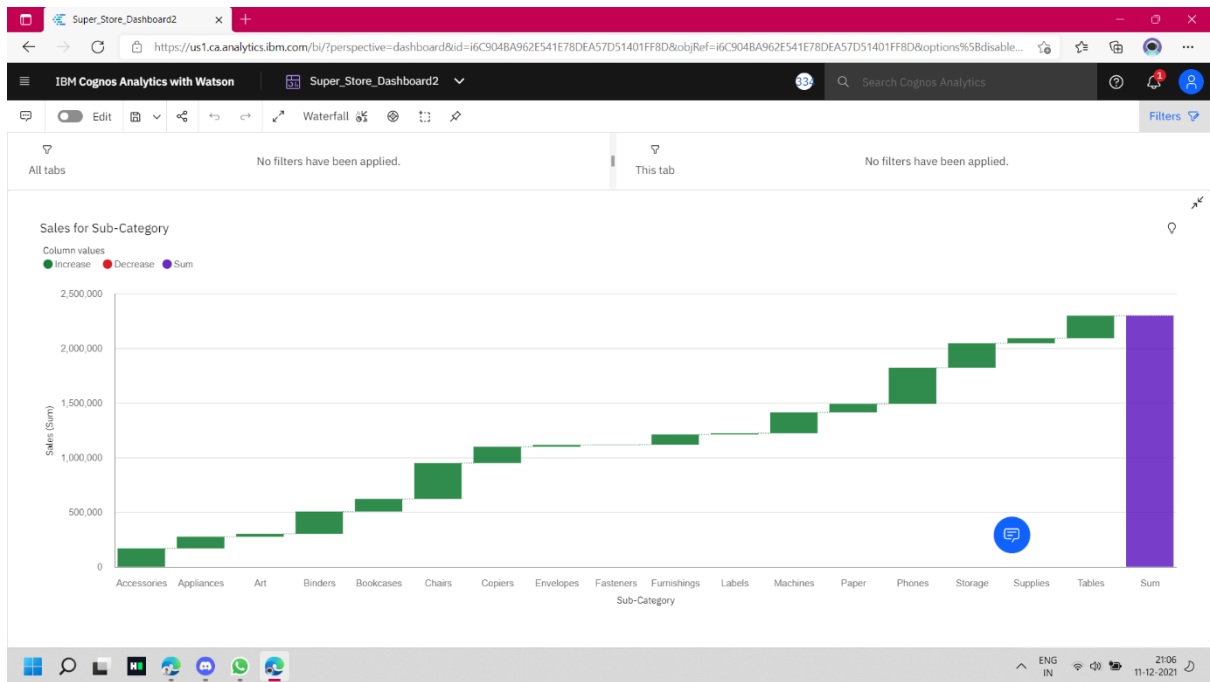 Super_Store_Dashboard2
https://us1.ca.analytics.ibm.com/bi/?perspective=dashboard&id=i6C904BA962E541E78DEA57D51401FF8D&objRef=i6C904BA962E541E78DEA57D51401FF8D&options%5Bdisable...
IBM Cognos Analytics with Watson
Super_Store_Dashboard2
334
Search Cognos Analytics
1
Edit
Waterfall
Filters
All tabs
No filters have been applied.
This tab
No filters have been applied.
Sales for Sub-Category
Column values
Increase Decrease Sum
2,500,000
2,000,000
1,500,000
1,000,000
500,000
0
Sales (Sum)
Accessories Appliances Art Binders Bookcases Chairs Copiers Envelopes Fasteners Furnishings Labels Machines Paper Phones Storage Supplies Tables Sum
Sub-Category
ENG
IN
21:06
11-12-2021